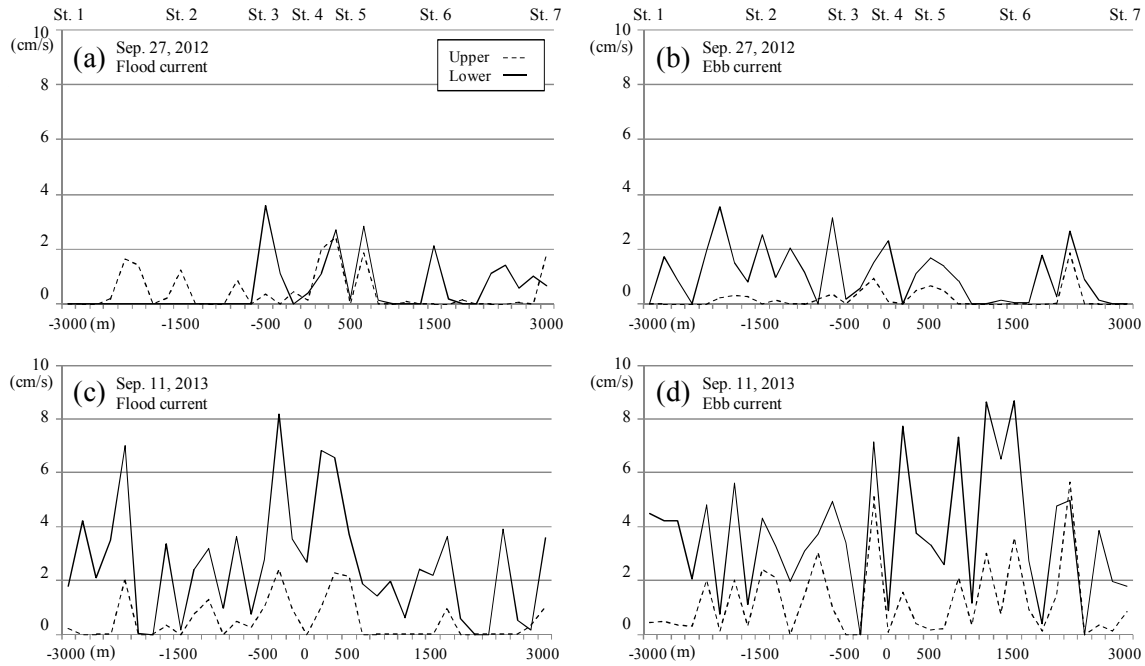 St. 1 St. 2 St. 3 St. 4 St. 5 St. 6 St. 7
(cm/s)
(a)
Sep. 27, 2012
Flood current
Upper
Lower
10
8
6
4
2
0
-3000 (m) -1500 -500 0 500 1500 3000
St. 1 St. 2 St. 3 St. 4 St. 5 St. 6 St. 7
(cm/s)
(b)
Sep. 27, 2012
Ebb current
10
8
6
4
2
0
-3000 (m) -1500 -500 0 500 1500 3000
10
(cm/s)
(c)
Sep. 11, 2013
Flood current
8
6
4
2
0
-3000 (m) -1500 -500 0 500 1500 3000
10
(cm/s)
(d)
Sep. 11, 2013
Ebb current
8
6
4
2
0
-3000 (m) -1500 -500 0 500 1500 3000